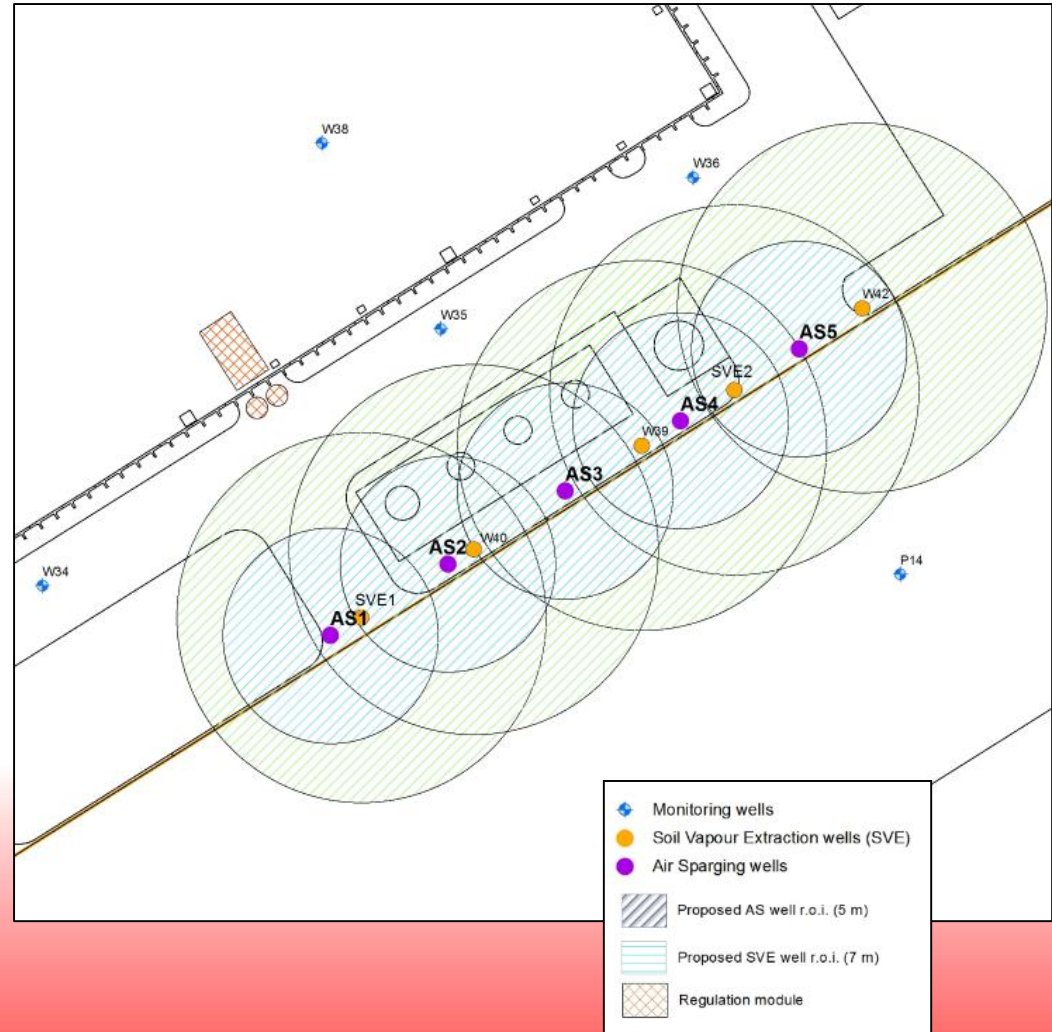 W38
W36
W35
W42
AS5
SVE2
AS4
W39
AS3
W40
AS2
SVE1
AS1
W34
P14
Monitoring wells
Soil Vapour Extraction wells (SVE)
Air Sparging wells
Proposed AS well r.o.i. (5 m)
Proposed SVE well r.o.i. (7 m)
Regulation module